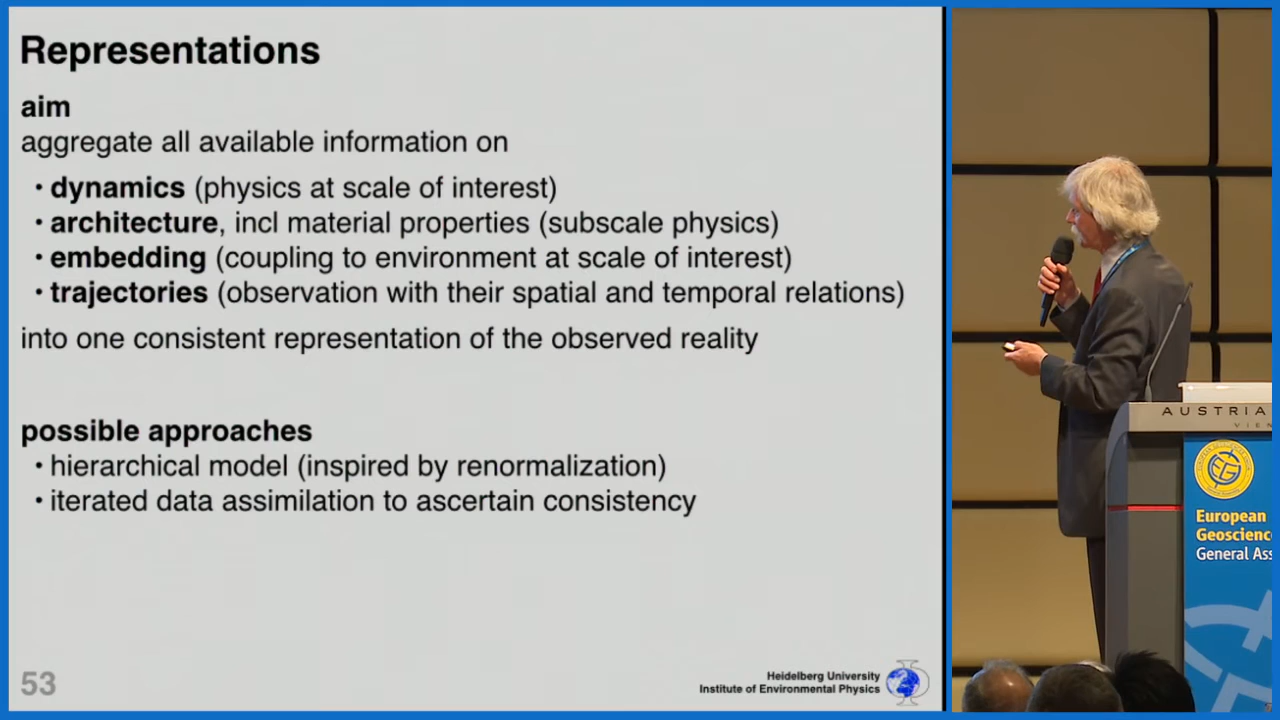 Representations
aim
aggregate all available information on
• dynamics (physics at scale of interest)
• architecture, incl material properties (subscale physics)
• embedding (coupling to environment at scale of interest)
• trajectories (observation with their spatial and temporal relations)
into one consistent representation of the observed reality
possible approaches
• hierarchical model (inspired by renormalization)
• iterated data assimilation to ascertain consistency
53
Heidelberg University
Institute of Environmental Physics
AUSTRIA
VIEN
EGU
European
Geoscienc
General Ass